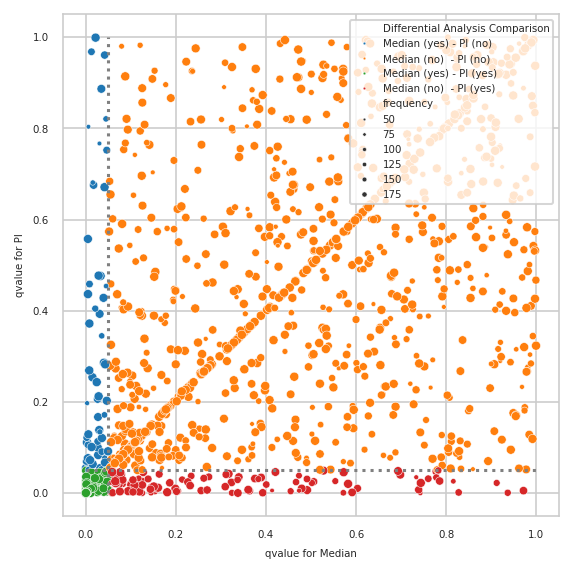 Differential Analysis Comparison
Median (yes) - PI (no)
Median (no)  - PI (no)
Median (yes) - PI (yes)
Median (no)  - PI (yes)
frequency
50
75
100
125
150
175
1.0
0.8
0.6
0.4
0.2
0.0
qvalue for PI
0.0
0.2
0.4
0.6
0.8
1.0
qvalue for Median